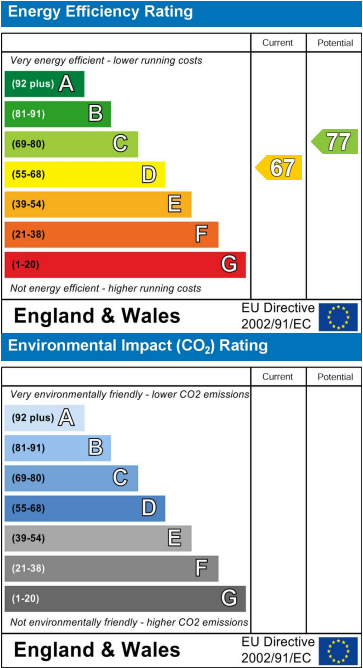 Energy Efficiency Rating
Current Potential
Very energy efficient - lower running costs
(92 plus) A
(81-91) B
(69-80) C
77
(55-68) D
67
(39-54) E
(21-38) F
(1-20) G
Not energy efficient - higher running costs
England & Wales
EU Directive
2002/91/EC
Environmental Impact (CO₂) Rating
Current Potential
Very environmentally friendly - lower CO2 emissions
(92 plus) A
(81-91) B
(69-80) C
(55-68) D
(39-54) E
(21-38) F
(1-20) G
Not environmentally friendly - higher CO2 emissions
England & Wales
EU Directive
2002/91/EC